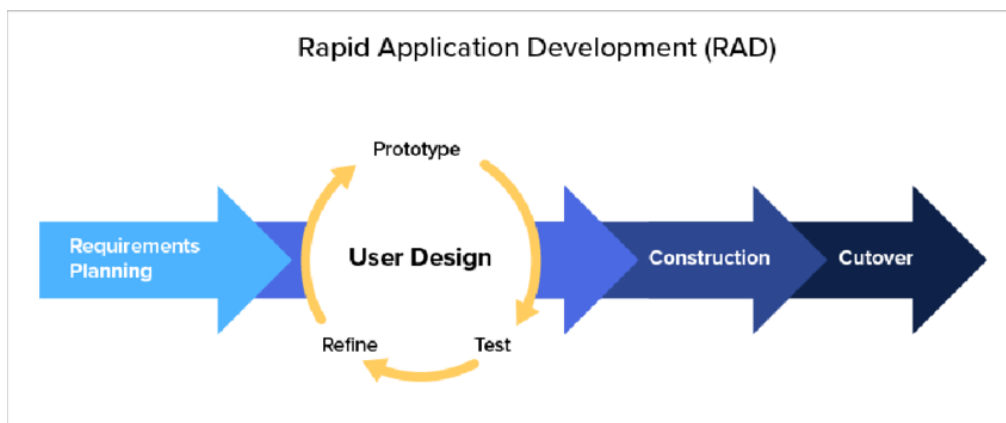 Rapid Application Development (RAD)
Prototype
Requirements
Planning
User Design
Construction
Cutover
Refine
Test